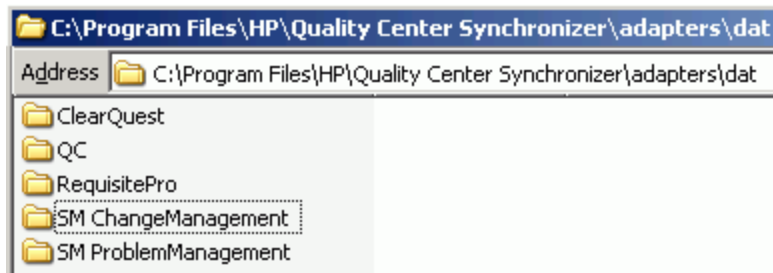 C:\Program Files\HP\Quality Center Synchronizer\adapters\dat
Address C:\Program Files\HP\Quality Center Synchronizer\adapters\dat
ClearQuest
QC
RequisitePro
SM ChangeManagement
SM ProblemManagement